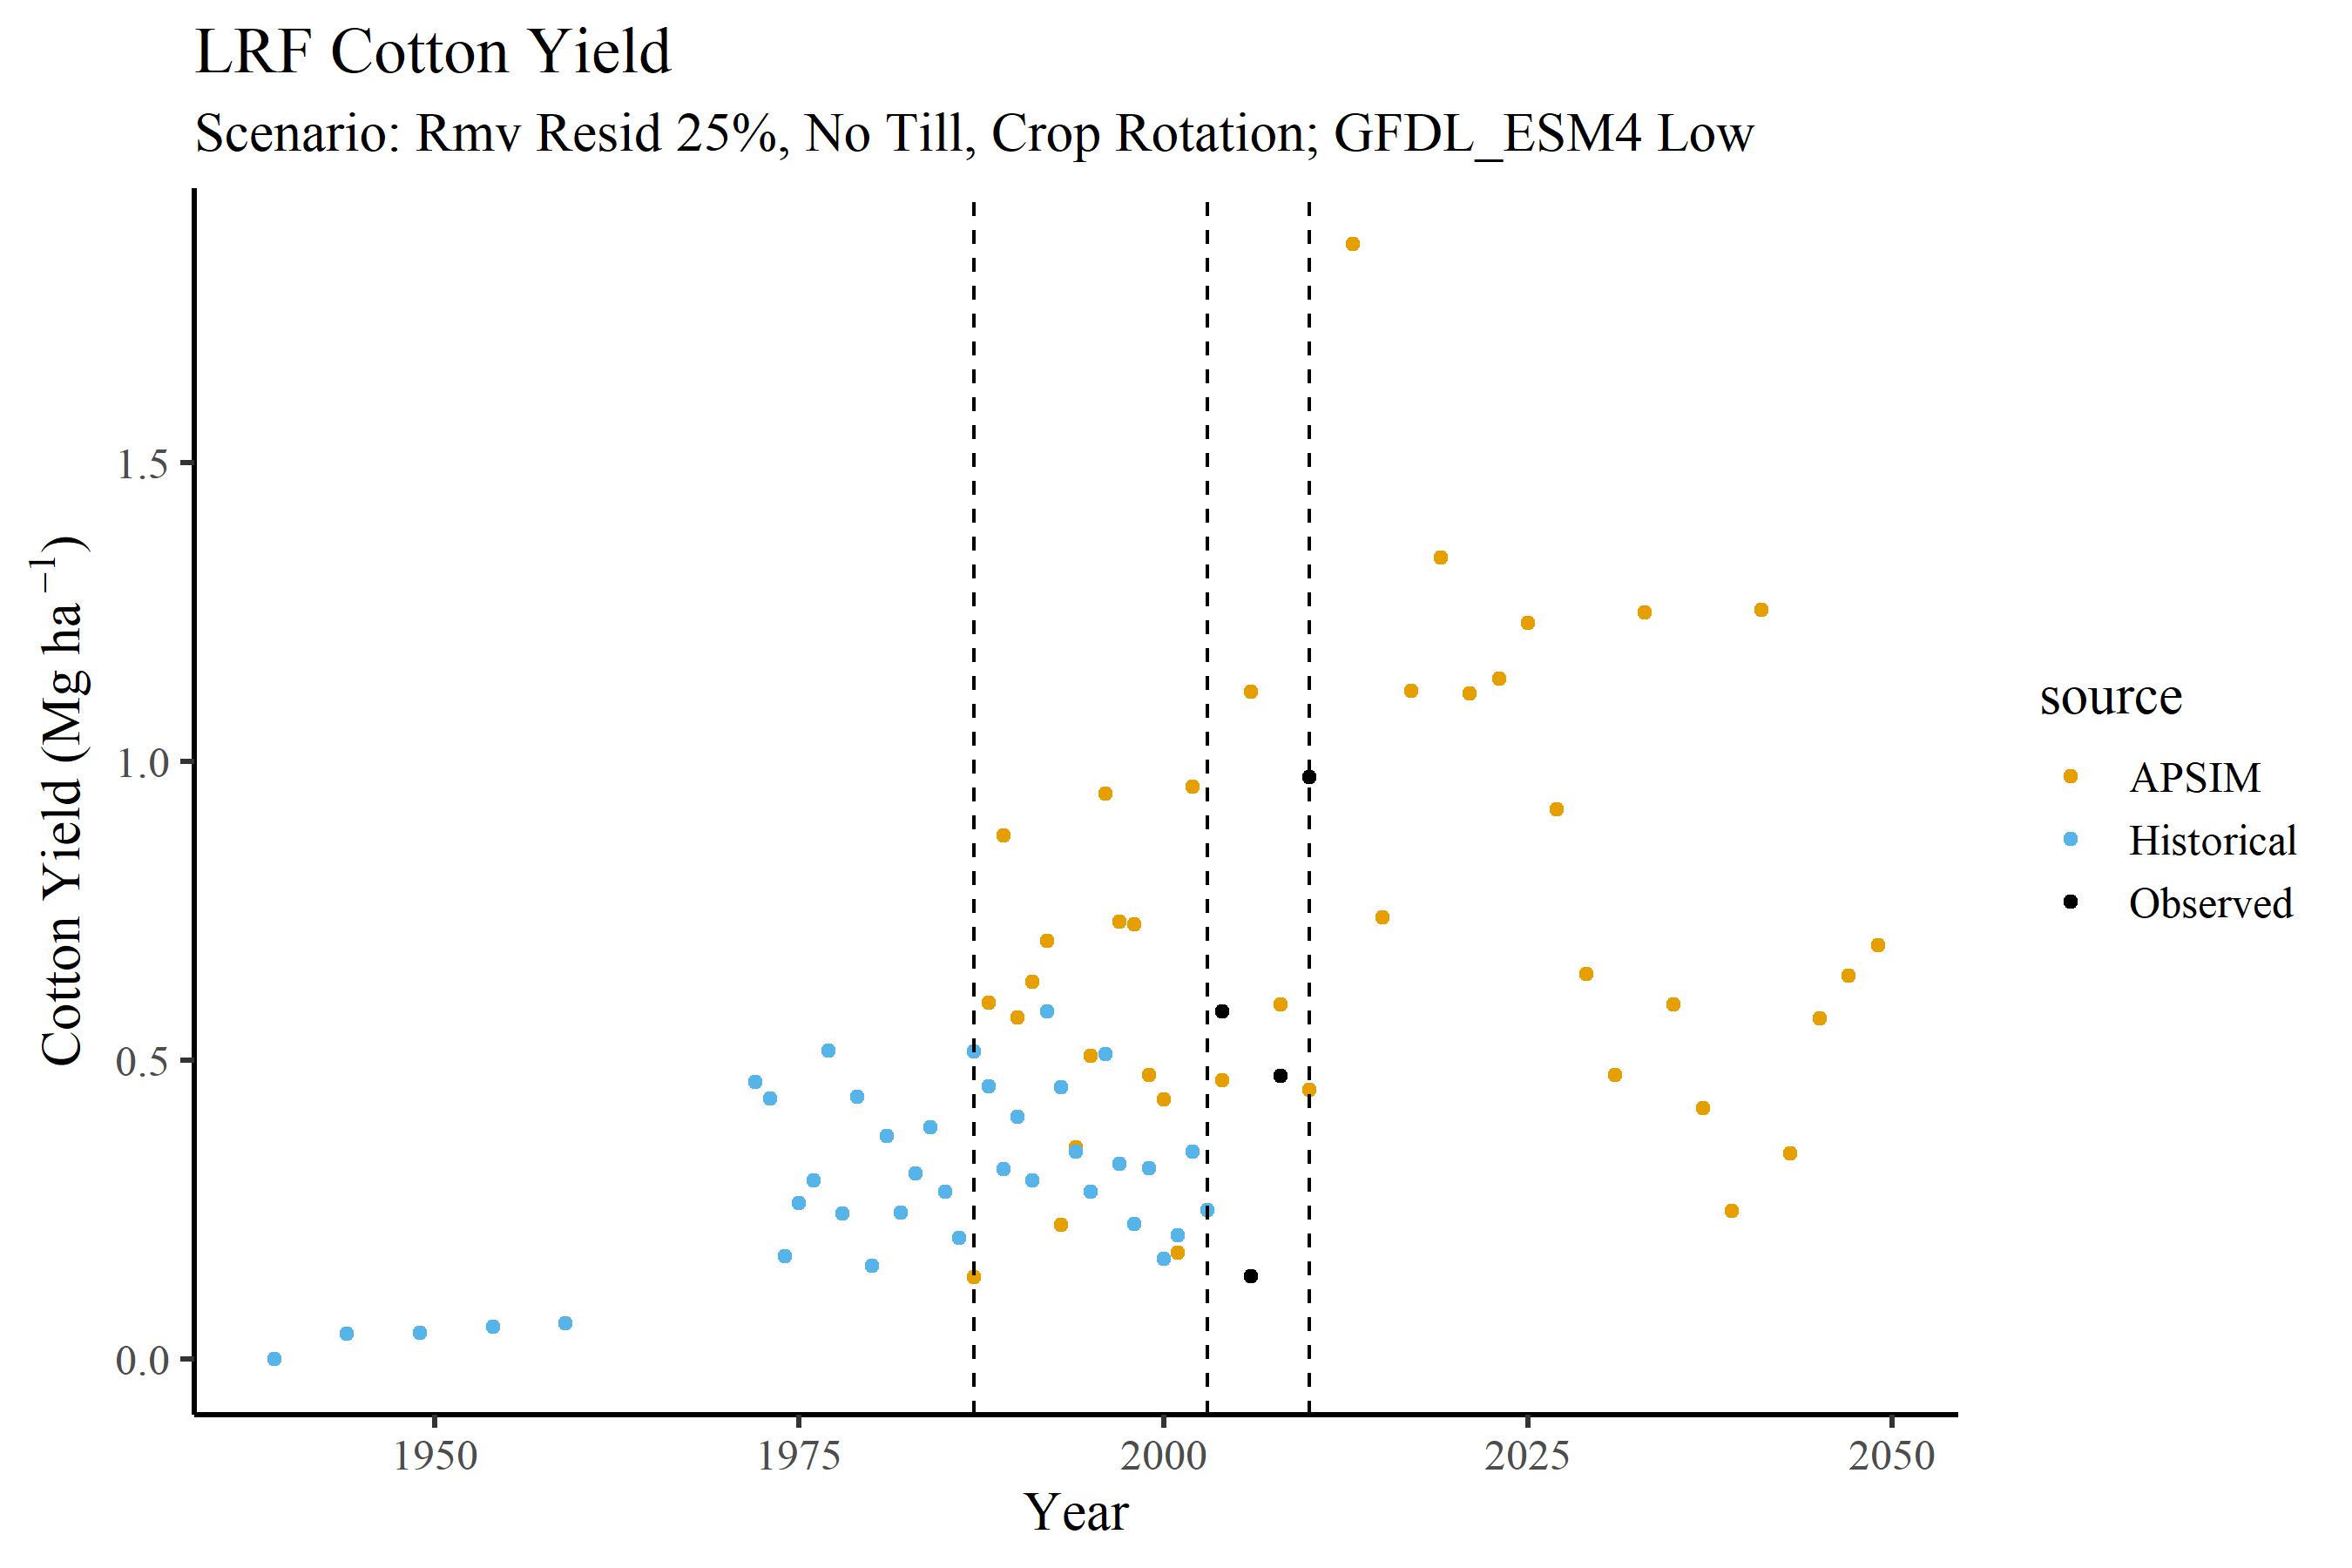 LRF Cotton Yield
Scenario: Rmv Resid 25%, No Till, Crop Rotation; GFDL_ESM4 Low
Cotton Yield (Mg ha⁻¹)
1.5
1.0
0.5
0.0
1950 1975 2000 2025 2050
Year
source
APSIM
Historical
Observed